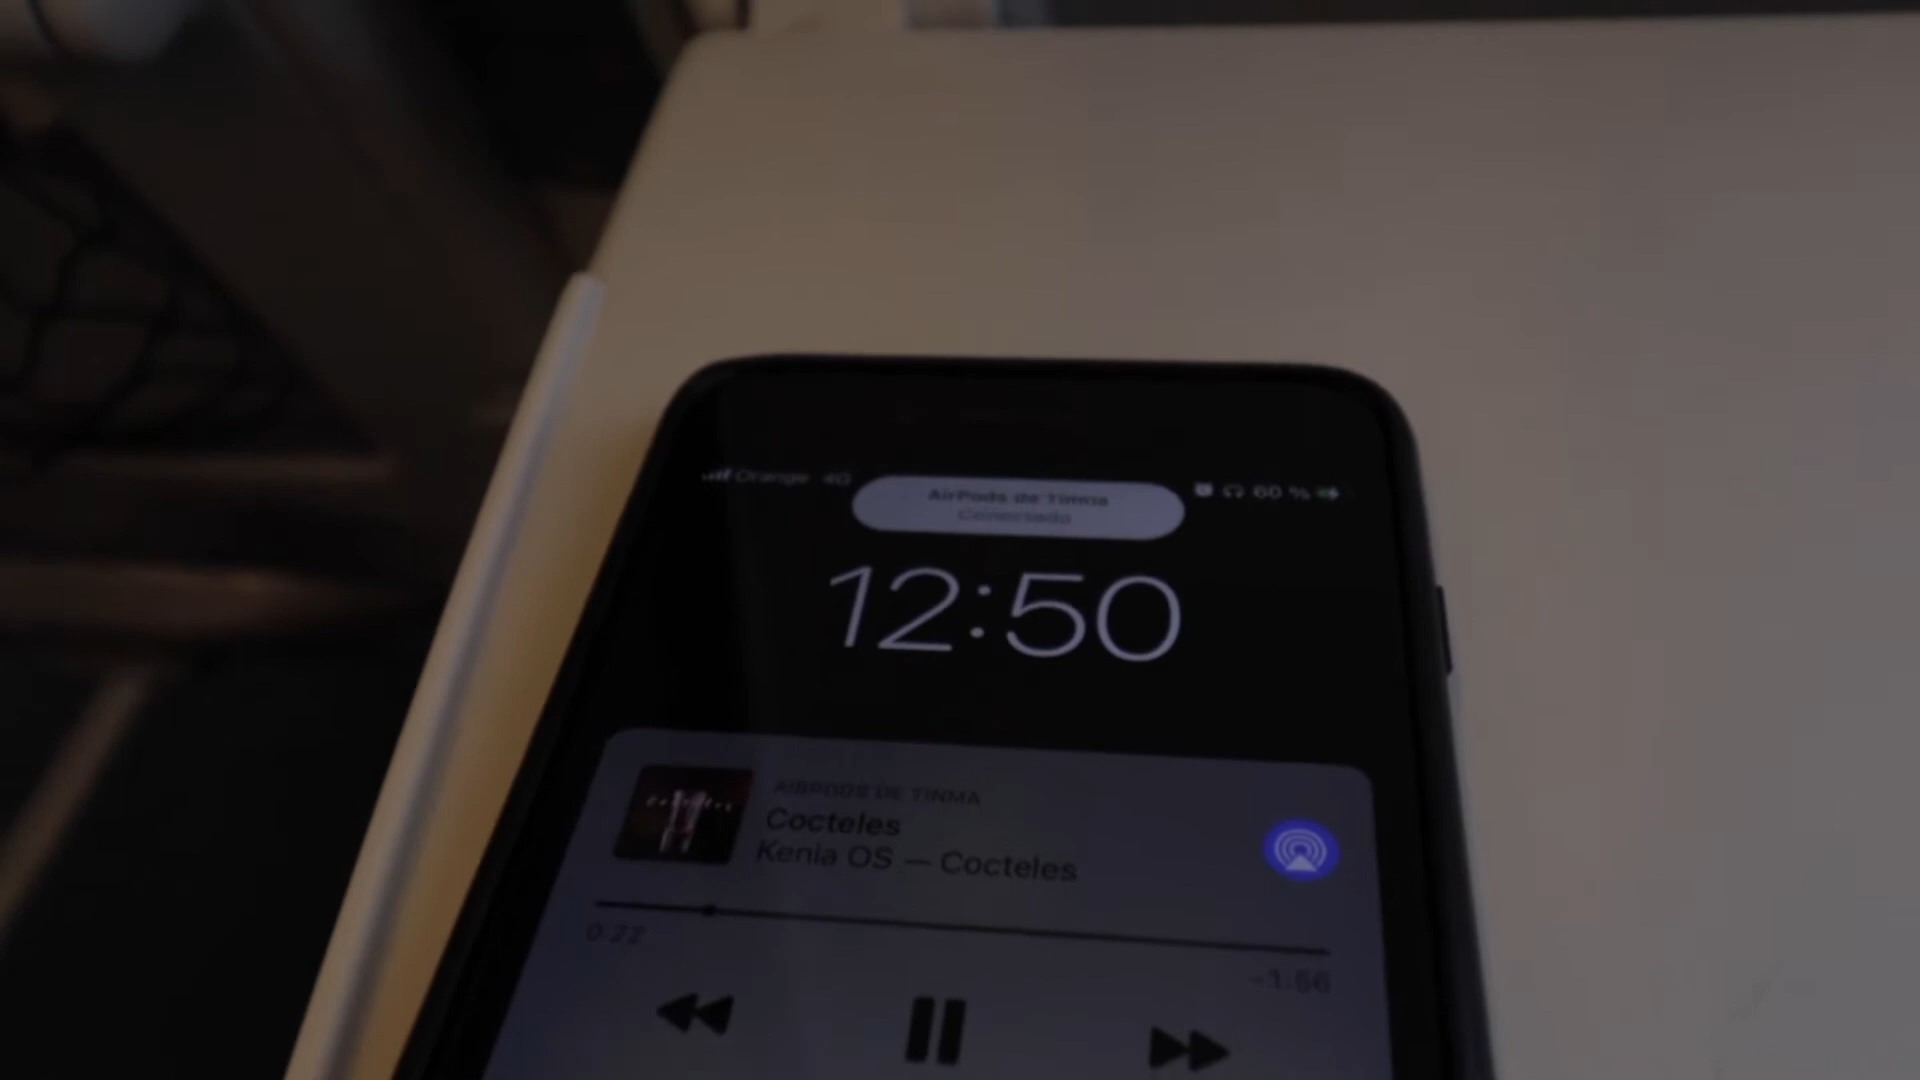 Orange 4G
AirPods de Tinma
Conectado
60 %
12:50
AIRPODS DE TINMA
Cocteles
Kenia OS — Cocteles
0:22
-1:56